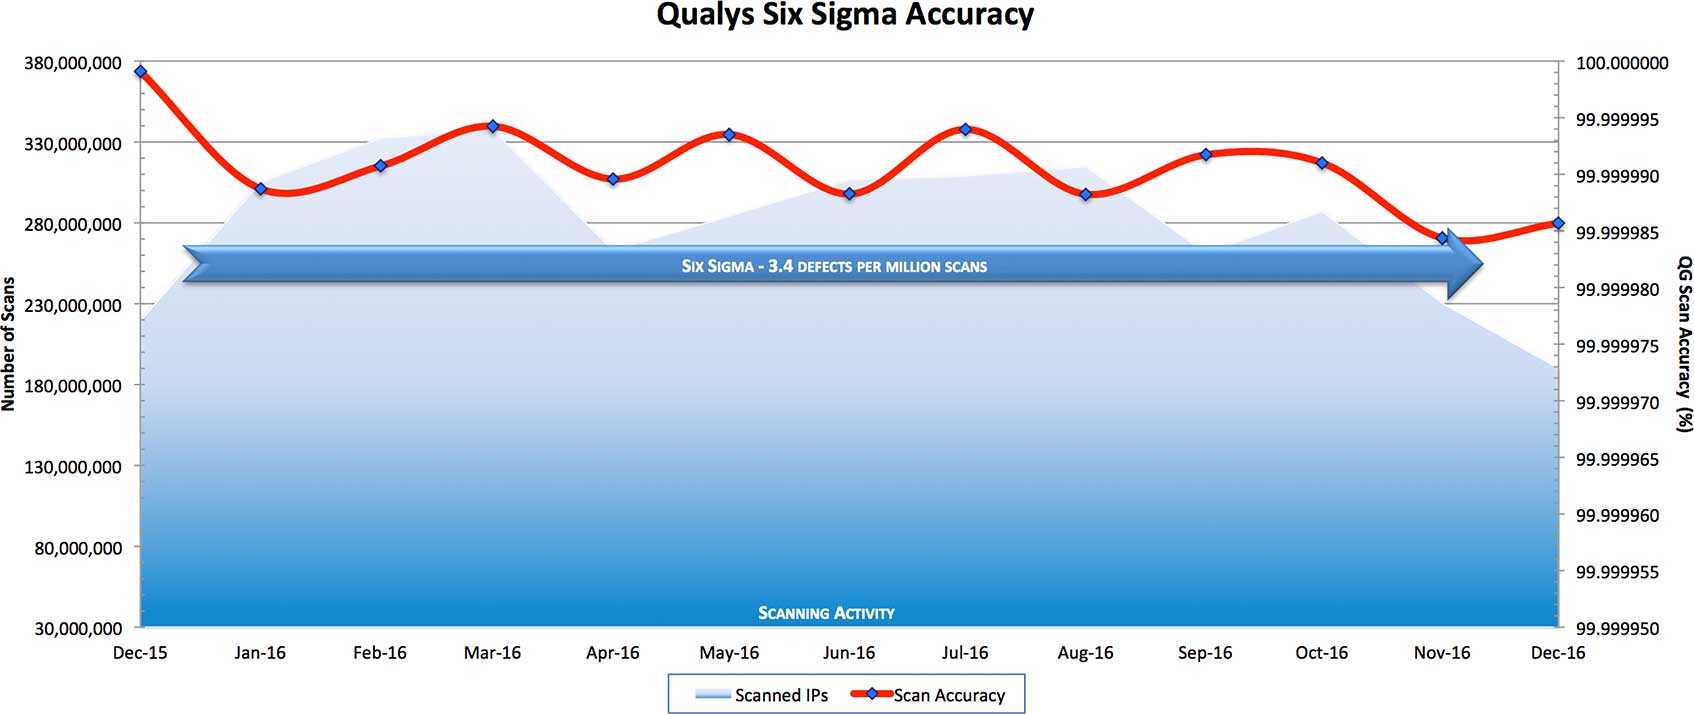 Qualys Six Sigma Accuracy
380,000,000
330,000,000
280,000,000
230,000,000
180,000,000
130,000,000
80,000,000
30,000,000
Number of Scans
100.000000
99.999995
99.999990
99.999985
99.999980
99.999975
99.999970
99.999965
99.999960
99.999955
99.999950
QG Scan Accuracy (%)
Six Sigma - 3.4 defects per million scans
Scanning Activity
Dec-15 Jan-16 Feb-16 Mar-16 Apr-16 May-16 Jun-16 Jul-16 Aug-16 Sep-16 Oct-16 Nov-16 Dec-16
Scanned IPs Scan Accuracy